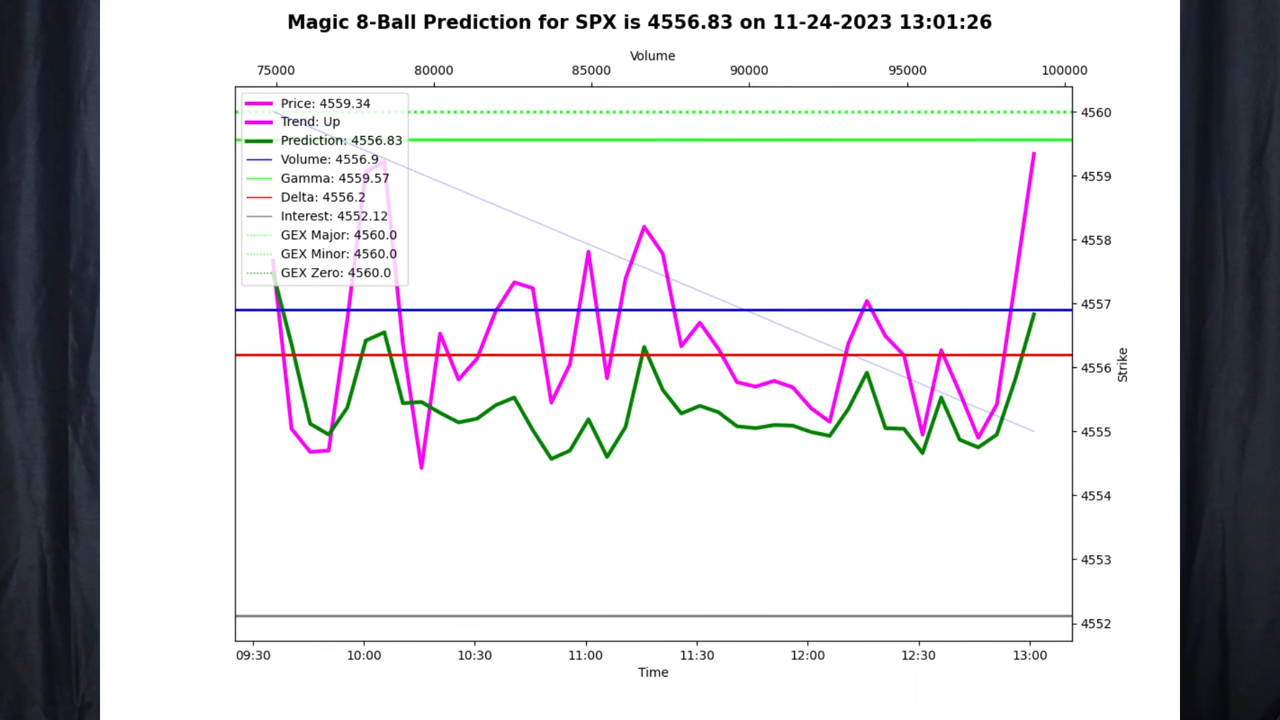 Magic 8-Ball Prediction for SPX is 4556.83 on 11-24-2023 13:01:26
Volume
75000 80000 85000 90000 95000 100000
Price: 4559.34
Trend: Up
Prediction: 4556.83
Volume: 4556.9
Gamma: 4559.57
Delta: 4556.2
Interest: 4552.12
GEX Major: 4560.0
GEX Minor: 4560.0
GEX Zero: 4560.0
4560
4559
4558
4557
4556
4555
4554
4553
4552
Strike
09:30 10:00 10:30 11:00 11:30 12:00 12:30 13:00
Time